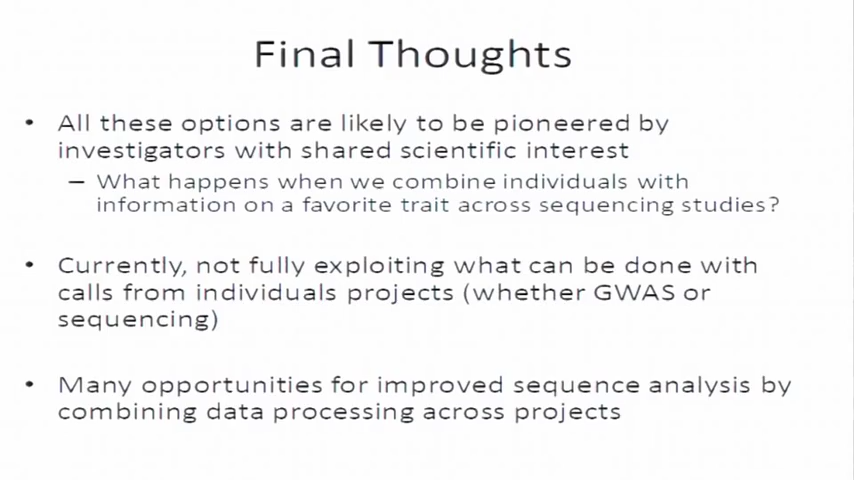 Final Thoughts
• All these options are likely to be pioneered by
investigators with shared scientific interest
– What happens when we combine individuals with
information on a favorite trait across sequencing studies?
• Currently, not fully exploiting what can be done with
calls from individuals projects (whether GWAS or
sequencing)
• Many opportunities for improved sequence analysis by
combining data processing across projects